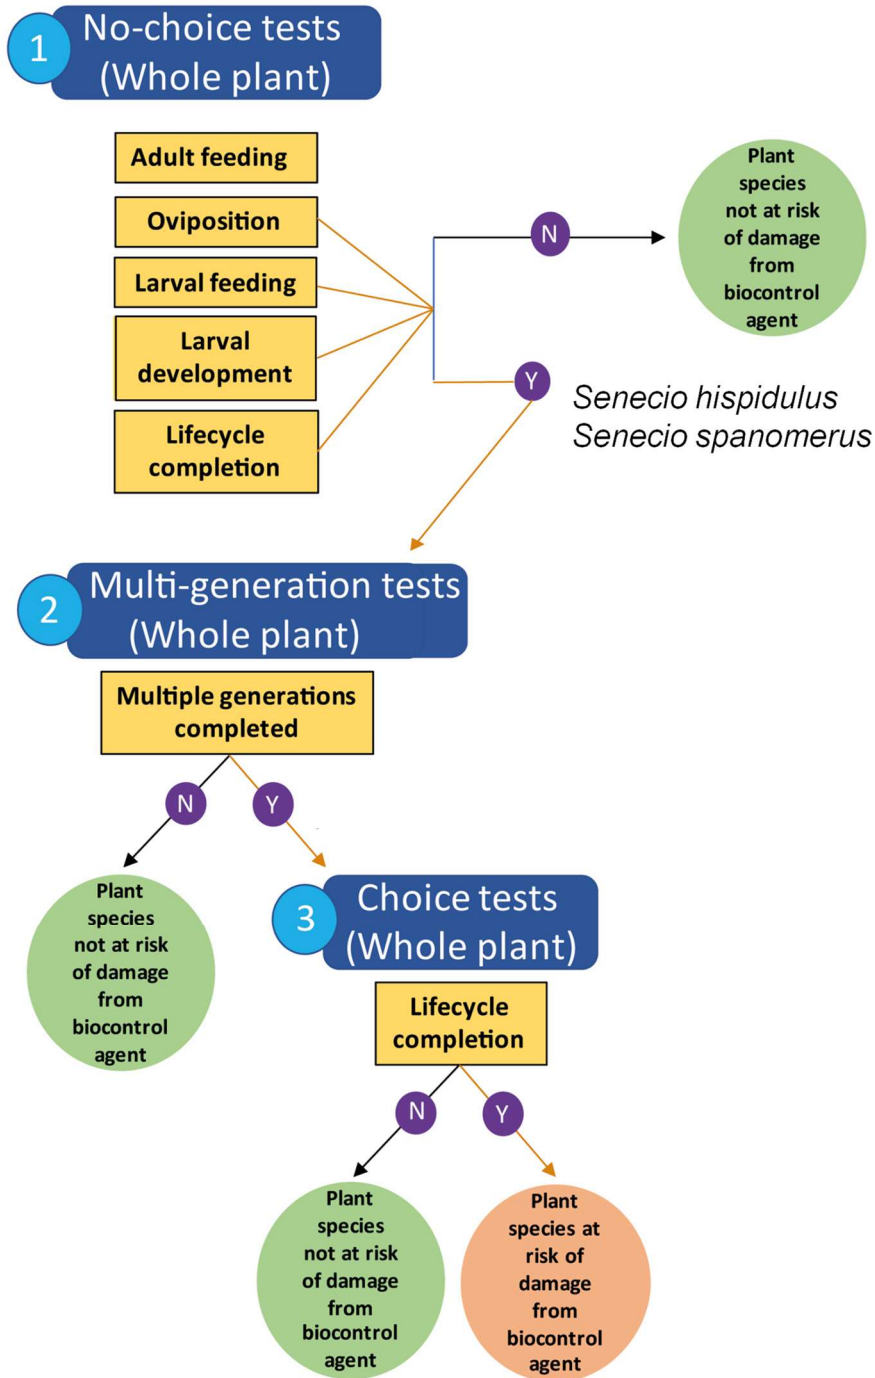 1
No-choice tests
(Whole plant)
Adult feeding
Oviposition
Larval feeding
Larval
development
Lifecycle
completion
N
Plant
species
not at risk
of damage
from
biocontrol
agent
Y
Senecio hispidulus
Senecio spanomerus
2
Multi-generation tests
(Whole plant)
Multiple generations
completed
N
Y
Plant
species
not at risk
of damage
from
biocontrol
agent
3
Choice tests
(Whole plant)
Lifecycle
completion
N
Y
Plant
species
not at risk
of damage
from
biocontrol
agent
Plant
species at
risk of
damage
from
biocontrol
agent